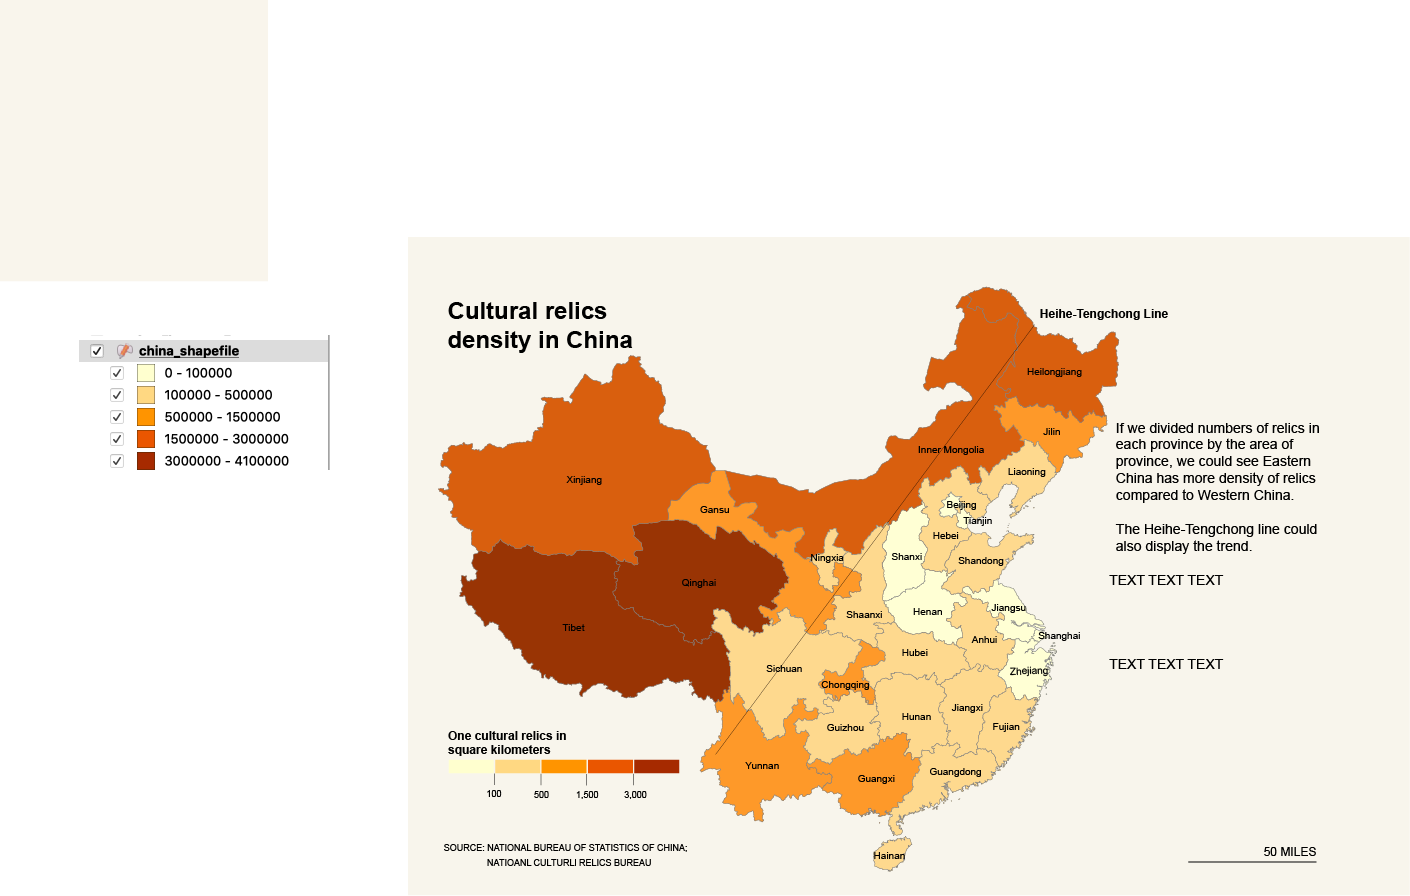 china_shapefile
0 - 100000
100000 - 500000
500000 - 1500000
1500000 - 3000000
3000000 - 4100000
Cultural relics
density in China
Heihe-Tengchong Line
Heilongjiang
Jilin
Inner Mongolia
Liaoning
Xinjiang
Gansu
Beijing
Tianjin
Hebei
Ningxia
Shanxi
Shandong
Qinghai
Shaanxi
Henan
Jiangsu
Tibet
Anhui
Shanghai
Hubei
Sichuan
Chongqing
Zhejiang
Jiangxi
Hunan
Guizhou
Fujian
Yunnan
Guangxi
Guangdong
Hainan
If we divided numbers of relics in
each province by the area of
province, we could see Eastern
China has more density of relics
compared to Western China.
The Heihe-Tengchong line could
also display the trend.
TEXT TEXT TEXT
TEXT TEXT TEXT
One cultural relics in
square kilometers
100 500 1,500 3,000
SOURCE: NATIONAL BUREAU OF STATISTICS OF CHINA;
NATIOANL CULTURLI RELICS BUREAU
50 MILES